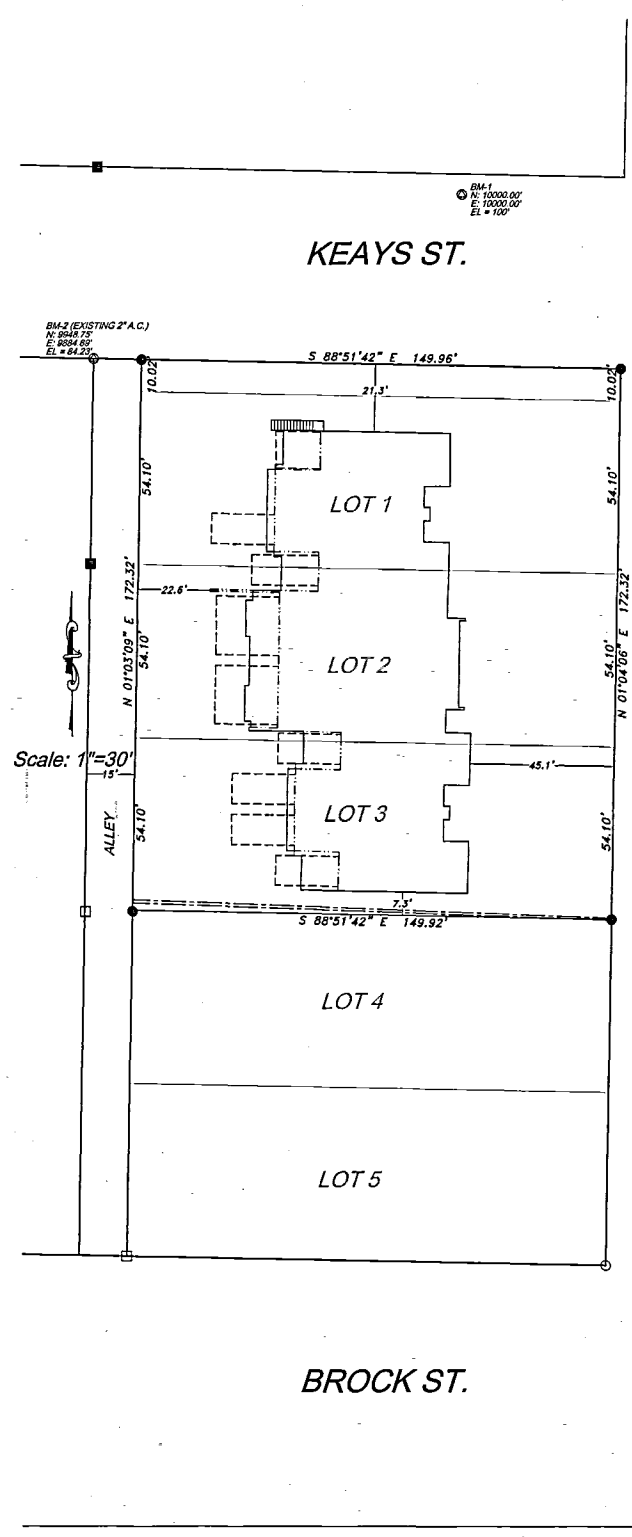 BM-1
N: 10000.00'
E: 10000.00'
EL = 100'
KEAYS ST.
BM-2 (EXISTING 2" A.C.)
N: 9948.75'
E: 9884.89'
EL = 84.23'
S 88°51'42" E 149.96'
10.02'
10.02'
21.3'
54.10'
54.10'
LOT 1
22.6'
N 01°03'09" E 172.32'
54.10'
LOT 2
54.10'
N 01°04'06" E 172.32'
Scale: 1"=30'
15'
45.1'
ALLEY
54.10'
LOT 3
54.10'
7.3'
S 88°51'42" E 149.92'
LOT 4
LOT 5
BROCK ST.